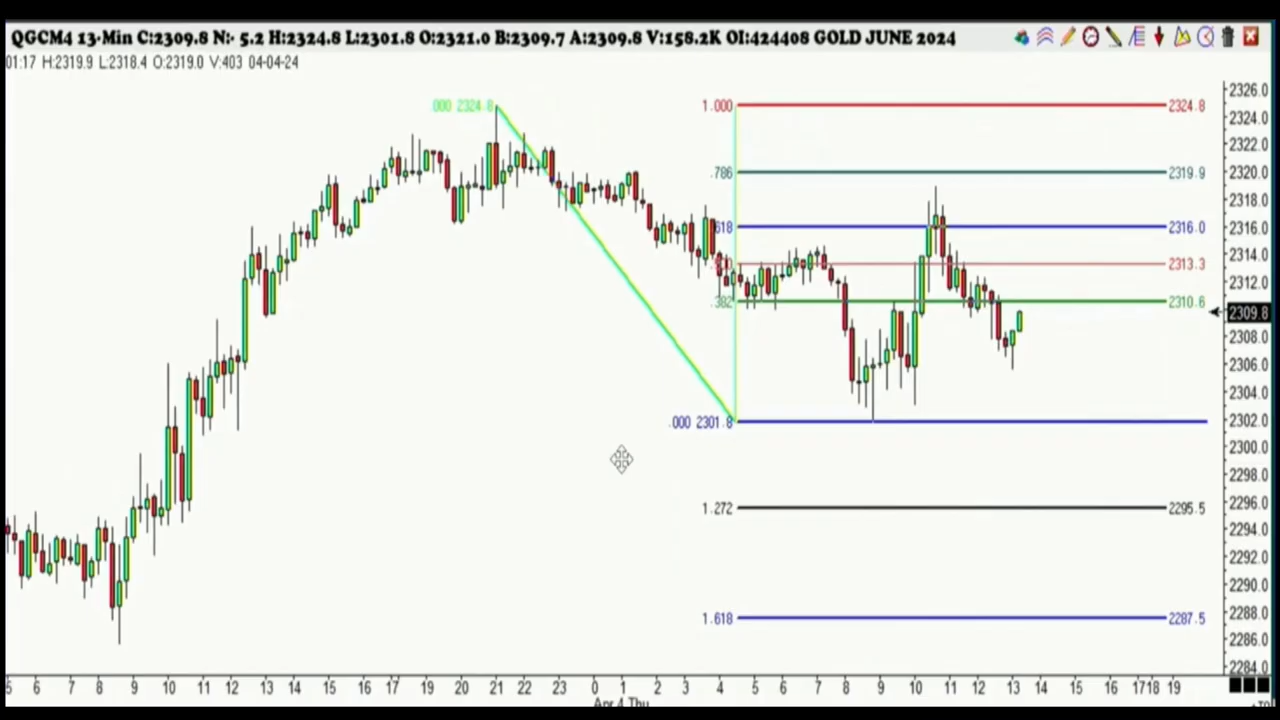 QGCM4 13-Min C:2309.8 N:- 5.2 H:2324.8 L:2301.8 O:2321.0 B:2309.7 A:2309.8 V:158.2K OI:424408 GOLD JUNE 2024
01:17 H:2319.9 L:2318.4 O:2319.0 V:403 04-04-24
2326.0
000 2324.8 1.000 2324.8 2324.0
2322.0
.786 2319.9 2320.0
2318.0
618 2316.0 2316.0
2313.3 2314.0
2312.0
.382 2310.6
2309.8
2308.0
2306.0
2304.0
.000 2301.8 2302.0
2300.0
2298.0
1.272 2295.5 2296.0
2294.0
2292.0
2290.0
1.618 2287.5 2288.0
2286.0
2284.0
5 6 7 8 9 10 11 12 13 14 15 16 17 19 20 21 22 23 0 1 2 3 4 5 6 7 8 9 10 11 12 13 14 15 16 17 18 19
Apr 4 Thu